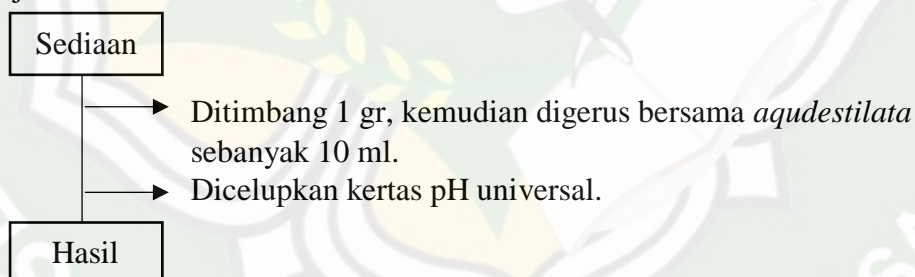 Sediaan
Ditimbang 1 gr, kemudian digerus bersama aqudestilata
sebanyak 10 ml.
Dicelupkan kertas pH universal.
Hasil